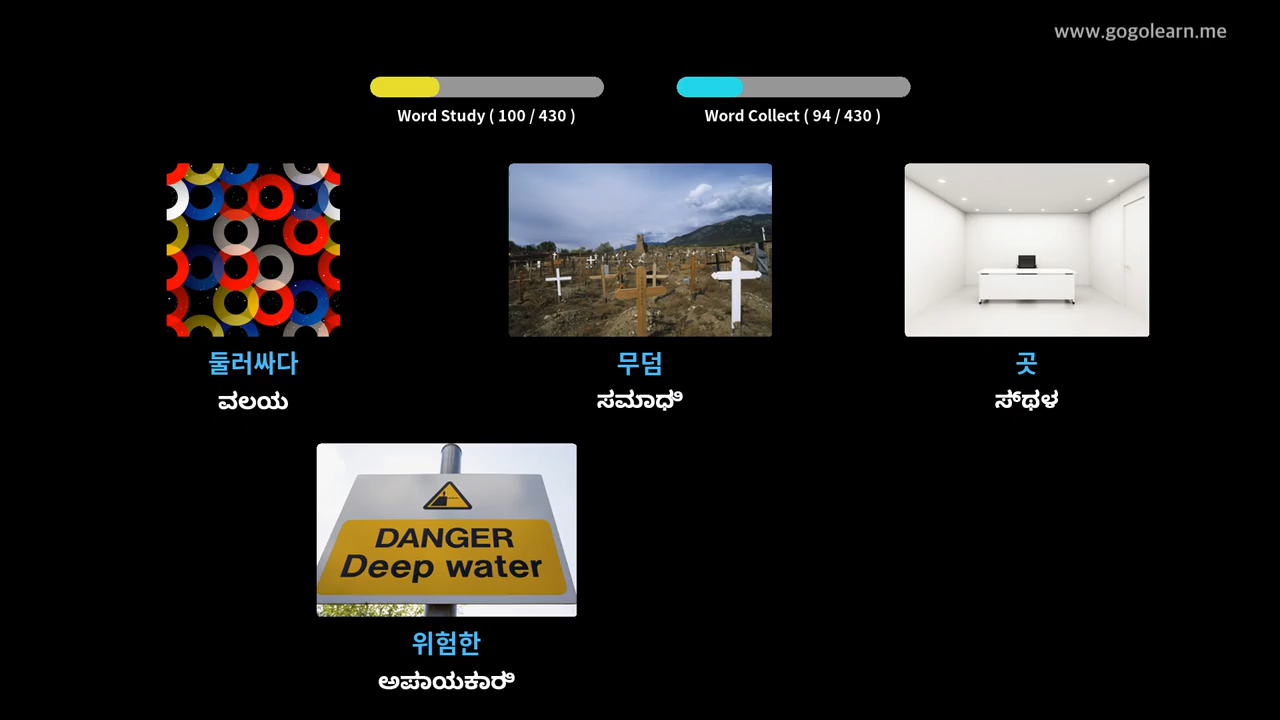 www.gogolearn.me
Word Study ( 100 / 430 )
Word Collect ( 94 / 430 )
둘러싸다
ವಲಯ
무덤
ಸಮಾಧಿ
곳
ಸ್ಥಳ
DANGER
Deep water
위험한
ಅಪಾಯಕಾರಿ